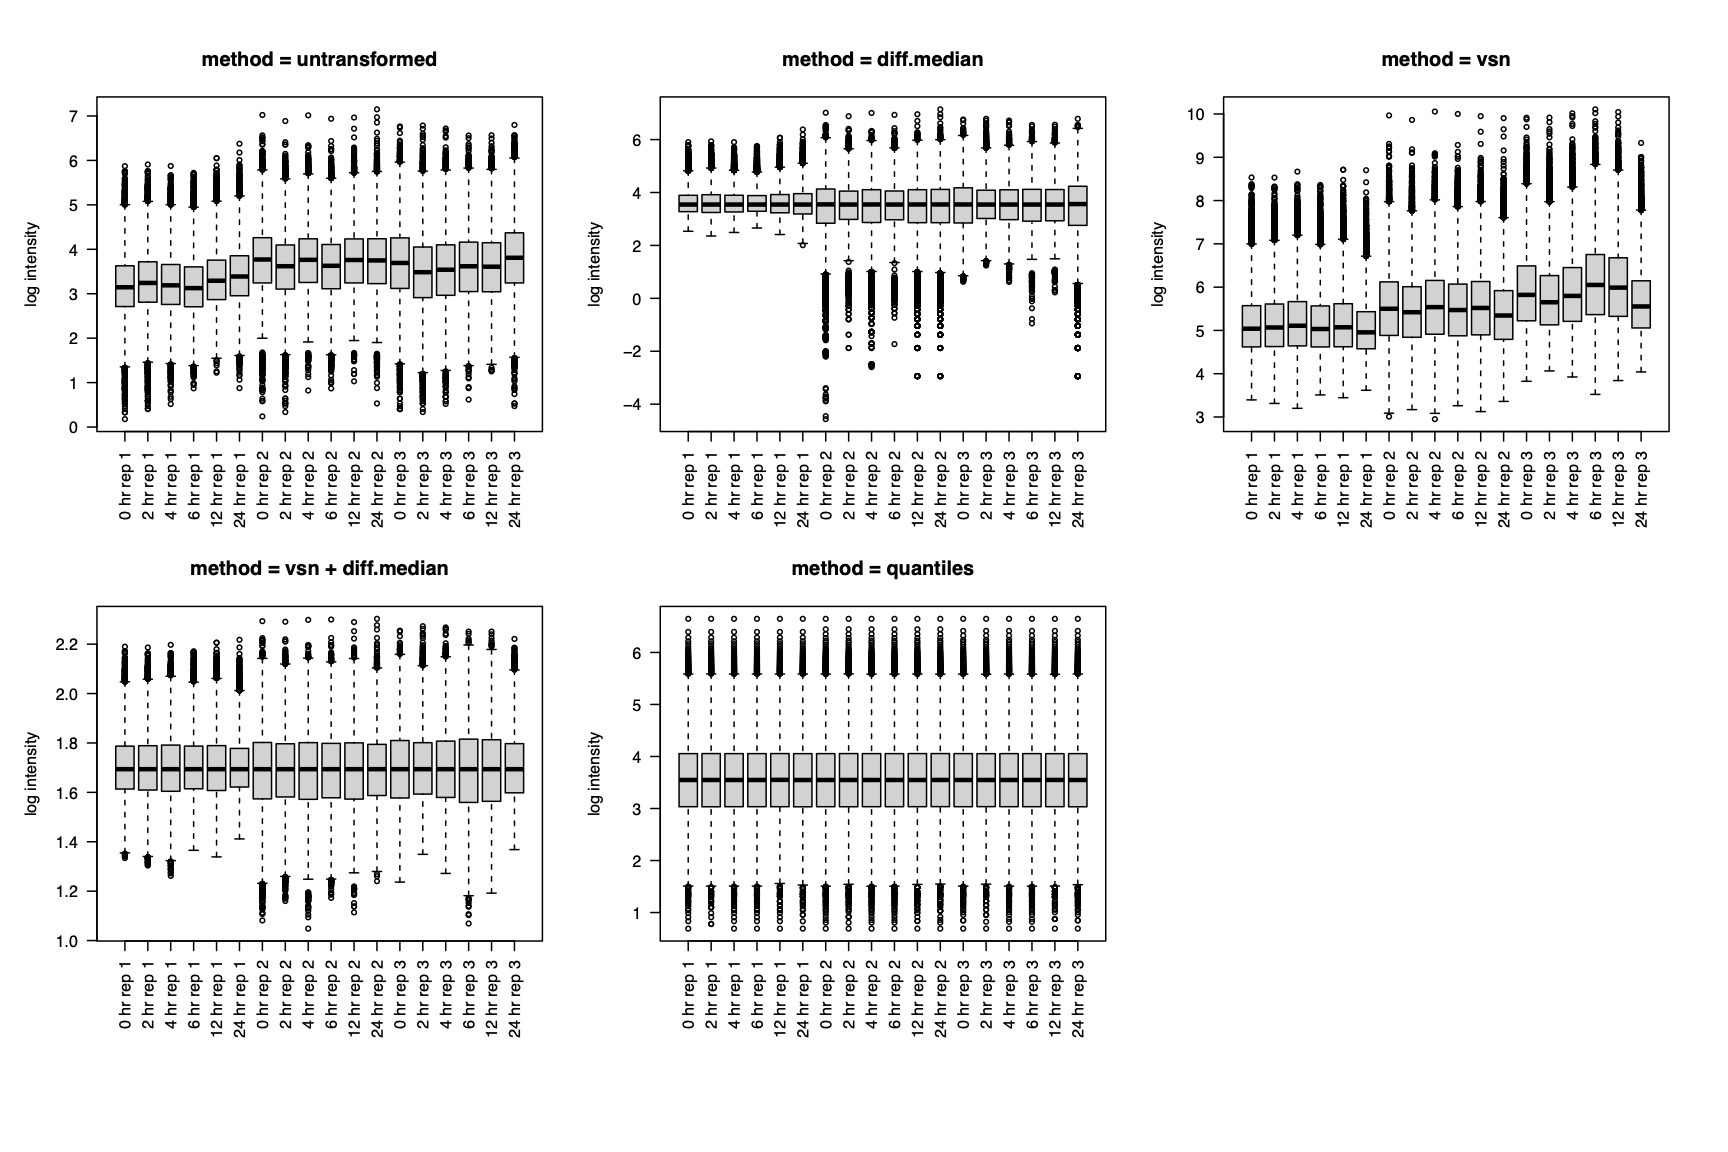 method = untransformed
log intensity
7
6
5
4
3
2
1
0
0 hr rep 1
2 hr rep 1
4 hr rep 1
6 hr rep 1
12 hr rep 1
24 hr rep 1
0 hr rep 2
2 hr rep 2
4 hr rep 2
6 hr rep 2
12 hr rep 2
24 hr rep 2
0 hr rep 3
2 hr rep 3
4 hr rep 3
6 hr rep 3
12 hr rep 3
24 hr rep 3
method = diff.median
log intensity
6
4
2
0
−2
−4
0 hr rep 1
2 hr rep 1
4 hr rep 1
6 hr rep 1
12 hr rep 1
24 hr rep 1
0 hr rep 2
2 hr rep 2
4 hr rep 2
6 hr rep 2
12 hr rep 2
24 hr rep 2
0 hr rep 3
2 hr rep 3
4 hr rep 3
6 hr rep 3
12 hr rep 3
24 hr rep 3
method = vsn
log intensity
10
9
8
7
6
5
4
3
0 hr rep 1
2 hr rep 1
4 hr rep 1
6 hr rep 1
12 hr rep 1
24 hr rep 1
0 hr rep 2
2 hr rep 2
4 hr rep 2
6 hr rep 2
12 hr rep 2
24 hr rep 2
0 hr rep 3
2 hr rep 3
4 hr rep 3
6 hr rep 3
12 hr rep 3
24 hr rep 3
method = vsn + diff.median
log intensity
2.2
2.0
1.8
1.6
1.4
1.2
1.0
0 hr rep 1
2 hr rep 1
4 hr rep 1
6 hr rep 1
12 hr rep 1
24 hr rep 1
0 hr rep 2
2 hr rep 2
4 hr rep 2
6 hr rep 2
12 hr rep 2
24 hr rep 2
0 hr rep 3
2 hr rep 3
4 hr rep 3
6 hr rep 3
12 hr rep 3
24 hr rep 3
method = quantiles
log intensity
6
5
4
3
2
1
0 hr rep 1
2 hr rep 1
4 hr rep 1
6 hr rep 1
12 hr rep 1
24 hr rep 1
0 hr rep 2
2 hr rep 2
4 hr rep 2
6 hr rep 2
12 hr rep 2
24 hr rep 2
0 hr rep 3
2 hr rep 3
4 hr rep 3
6 hr rep 3
12 hr rep 3
24 hr rep 3